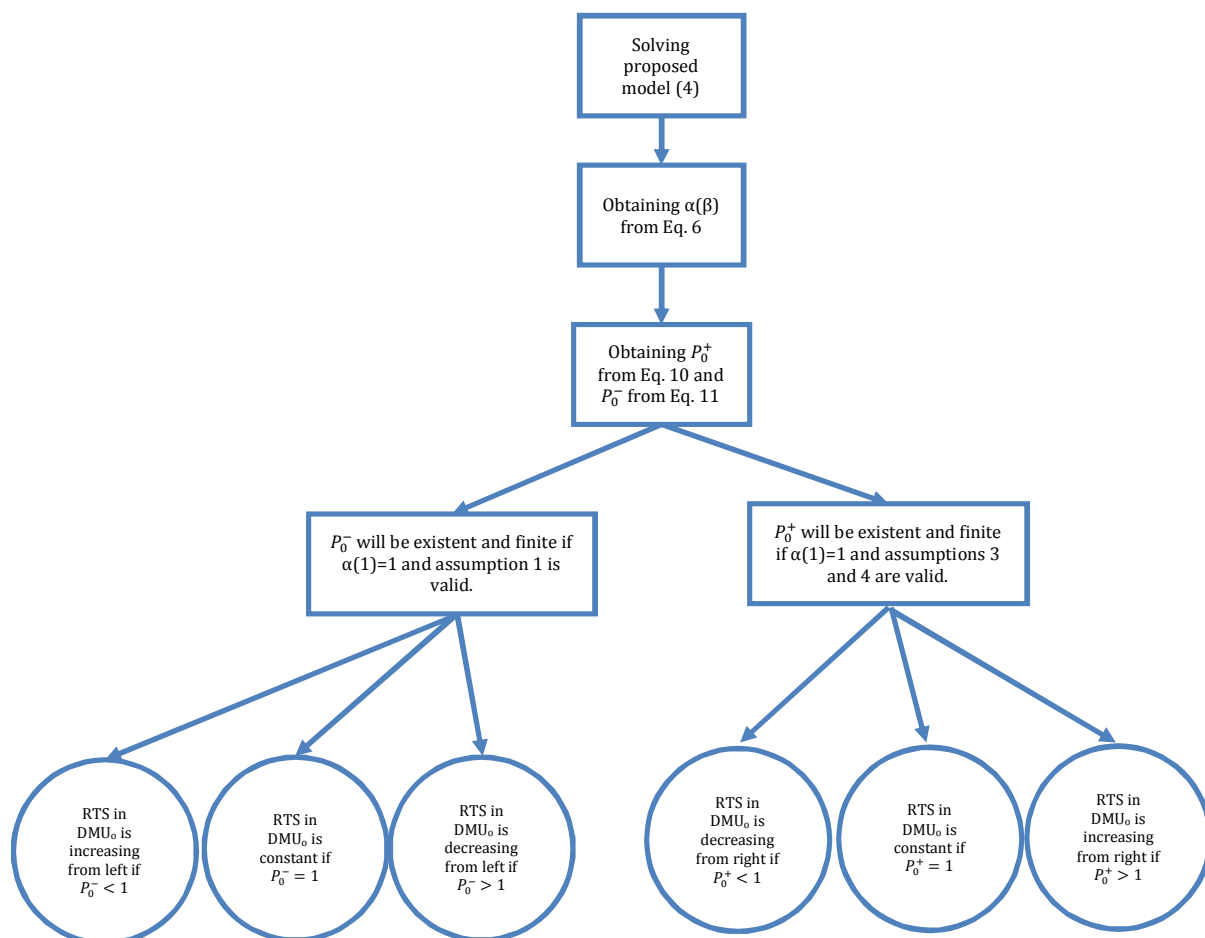 Solving
proposed
model (4)
Obtaining α(β)
from Eq. 6
Obtaining P₀⁺
from Eq. 10 and
P₀⁻ from Eq. 11
P₀⁻ will be existent and finite if
α(1)=1 and assumption 1 is
valid.
P₀⁺ will be existent and finite
if α(1)=1 and assumptions 3
and 4 are valid.
RTS in
DMUₒ is
increasing
from left if
P₀⁻ < 1
RTS in
DMUₒ is
constant if
P₀⁻ = 1
RTS in
DMUₒ is
decreasing
from left if
P₀⁻ > 1
RTS in
DMUₒ is
decreasing
from right if
P₀⁺ < 1
RTS in
DMUₒ is
constant if
P₀⁺ = 1
RTS in
DMUₒ is
increasing
from right if
P₀⁺ > 1